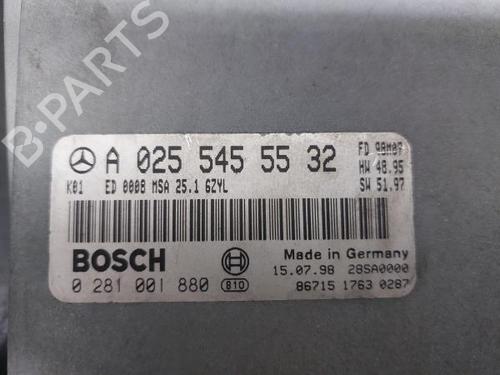 B-PARTS
A 025 545 55 32
FD 98M07
HW 48.95
SW 51.97
K01 ED 0008 MSA 25.1 6ZYL
BOSCH
Made in Germany
0 281 001 880 810
15.07.98 28SA0000
86715 1763 0287